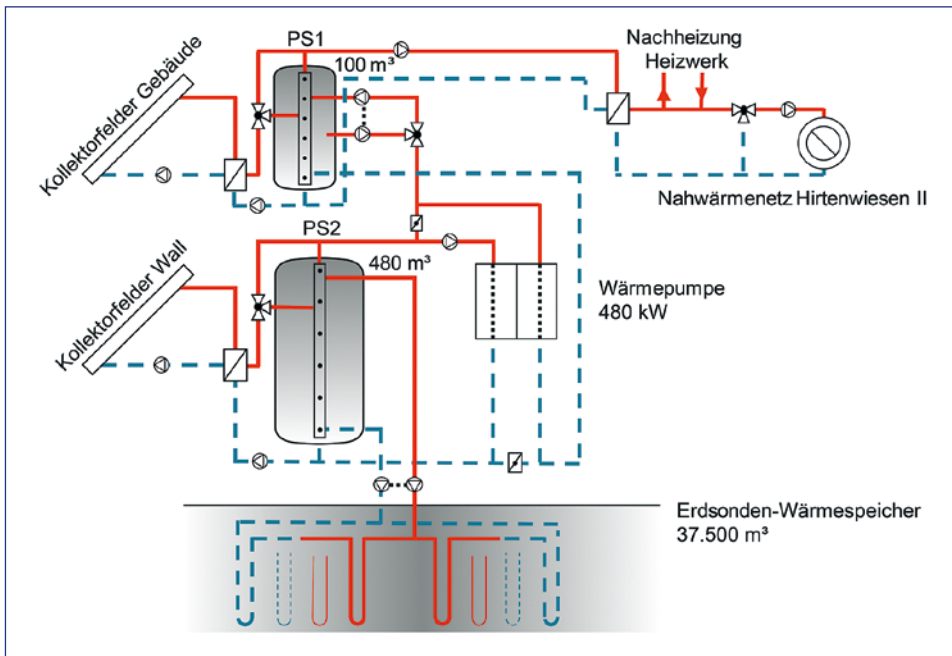 PS1
100 m³
Kollektorfelder Gebäude
Nachheizung
Heizwerk
Nahwärmenetz Hirtenwiesen II
PS2
480 m³
Kollektorfelder Wall
Wärmepumpe
480 kW
Erdsonden-Wärmespeicher
37.500 m³